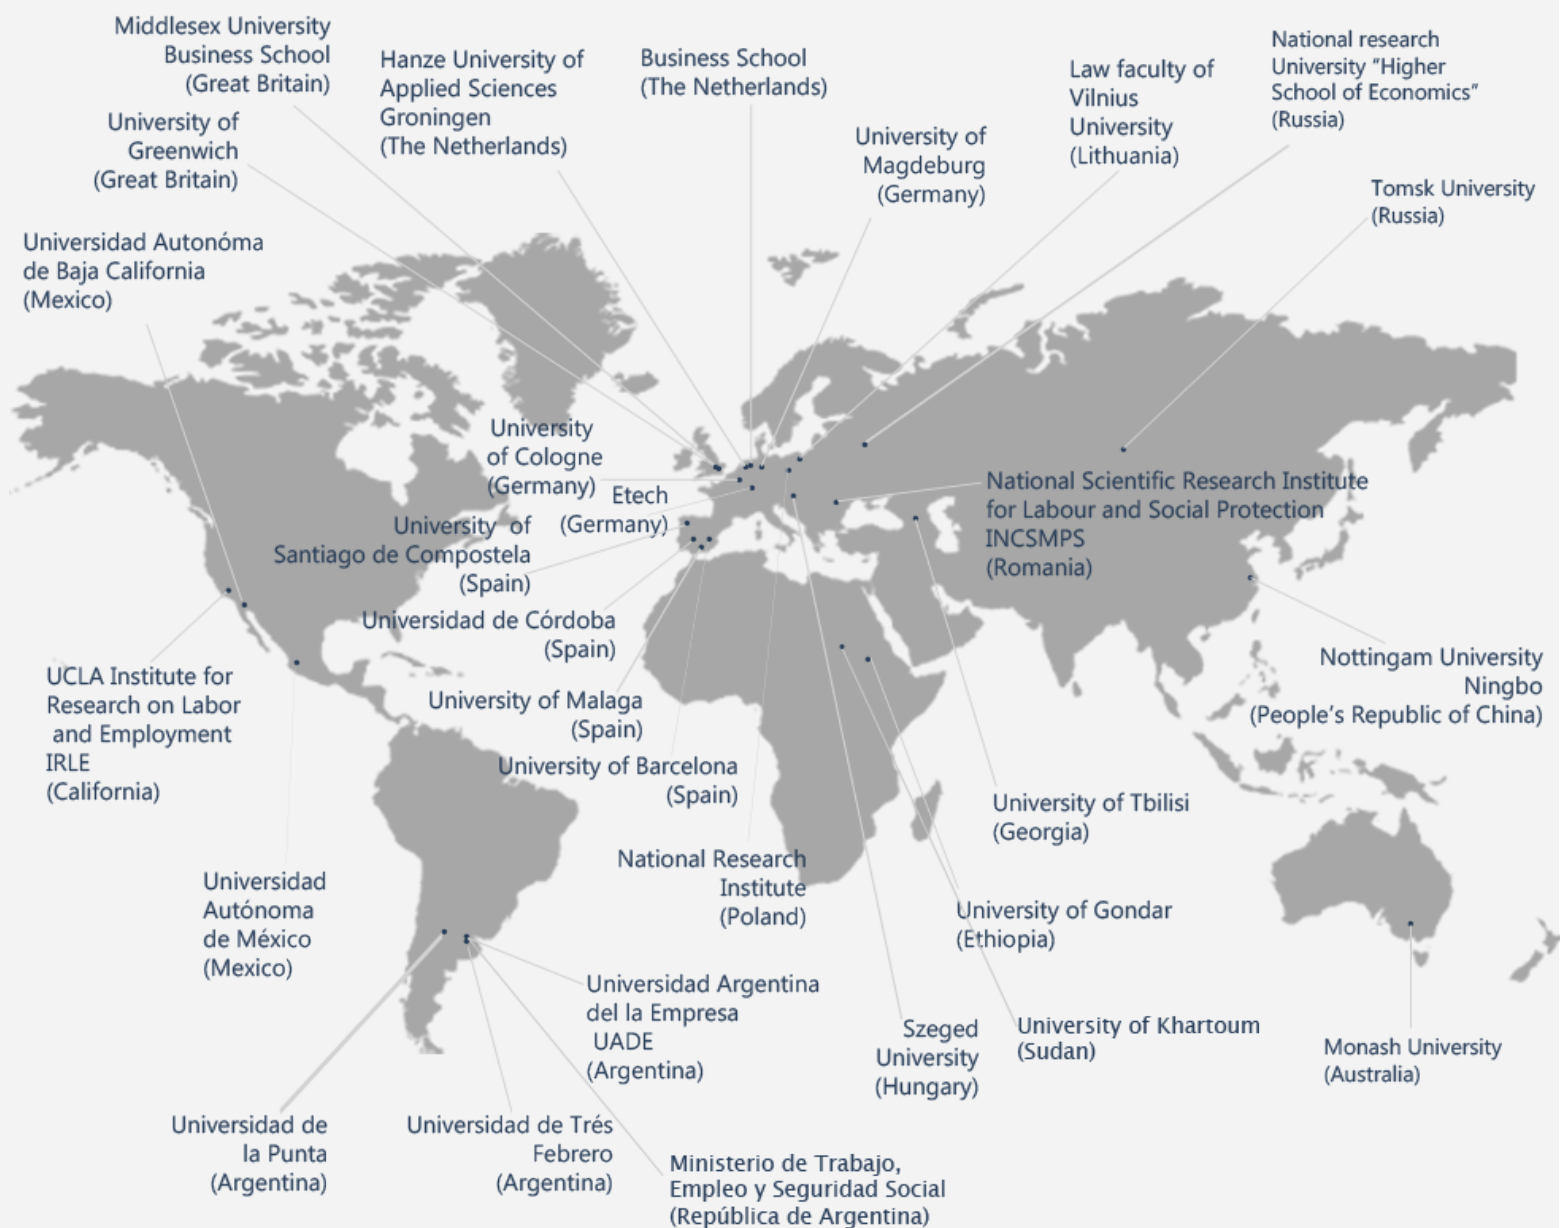 Middlesex University
Business School
(Great Britain)
Hanze University of
Applied Sciences
Groningen
(The Netherlands)
Business School
(The Netherlands)
National research
University “Higher
School of Economics”
(Russia)
Law faculty of
Vilnius
University
(Lithuania)
University of
Greenwich
(Great Britain)
University of
Magdeburg
(Germany)
Tomsk University
(Russia)
Universidad Autonóma
de Baja California
(Mexico)
University
of Cologne
(Germany)
Etech
(Germany)
National Scientific Research Institute
for Labour and Social Protection
INCSMPS
(Romania)
University of
Santiago de Compostela
(Spain)
Universidad de Córdoba
(Spain)
UCLA Institute for
Research on Labor
and Employment
IRLE
(California)
University of Malaga
(Spain)
Nottingam University
Ningbo
(People’s Republic of China)
University of Barcelona
(Spain)
University of Tbilisi
(Georgia)
National Research
Institute
(Poland)
Universidad
Autónoma
de México
(Mexico)
University of Gondar
(Ethiopia)
Universidad Argentina
del la Empresa
UADE
(Argentina)
Szeged
University
(Hungary)
University of Khartoum
(Sudan)
Monash University
(Australia)
Universidad de
la Punta
(Argentina)
Universidad de Trés
Febrero
(Argentina)
Ministerio de Trabajo,
Empleo y Seguridad Social
(República de Argentina)